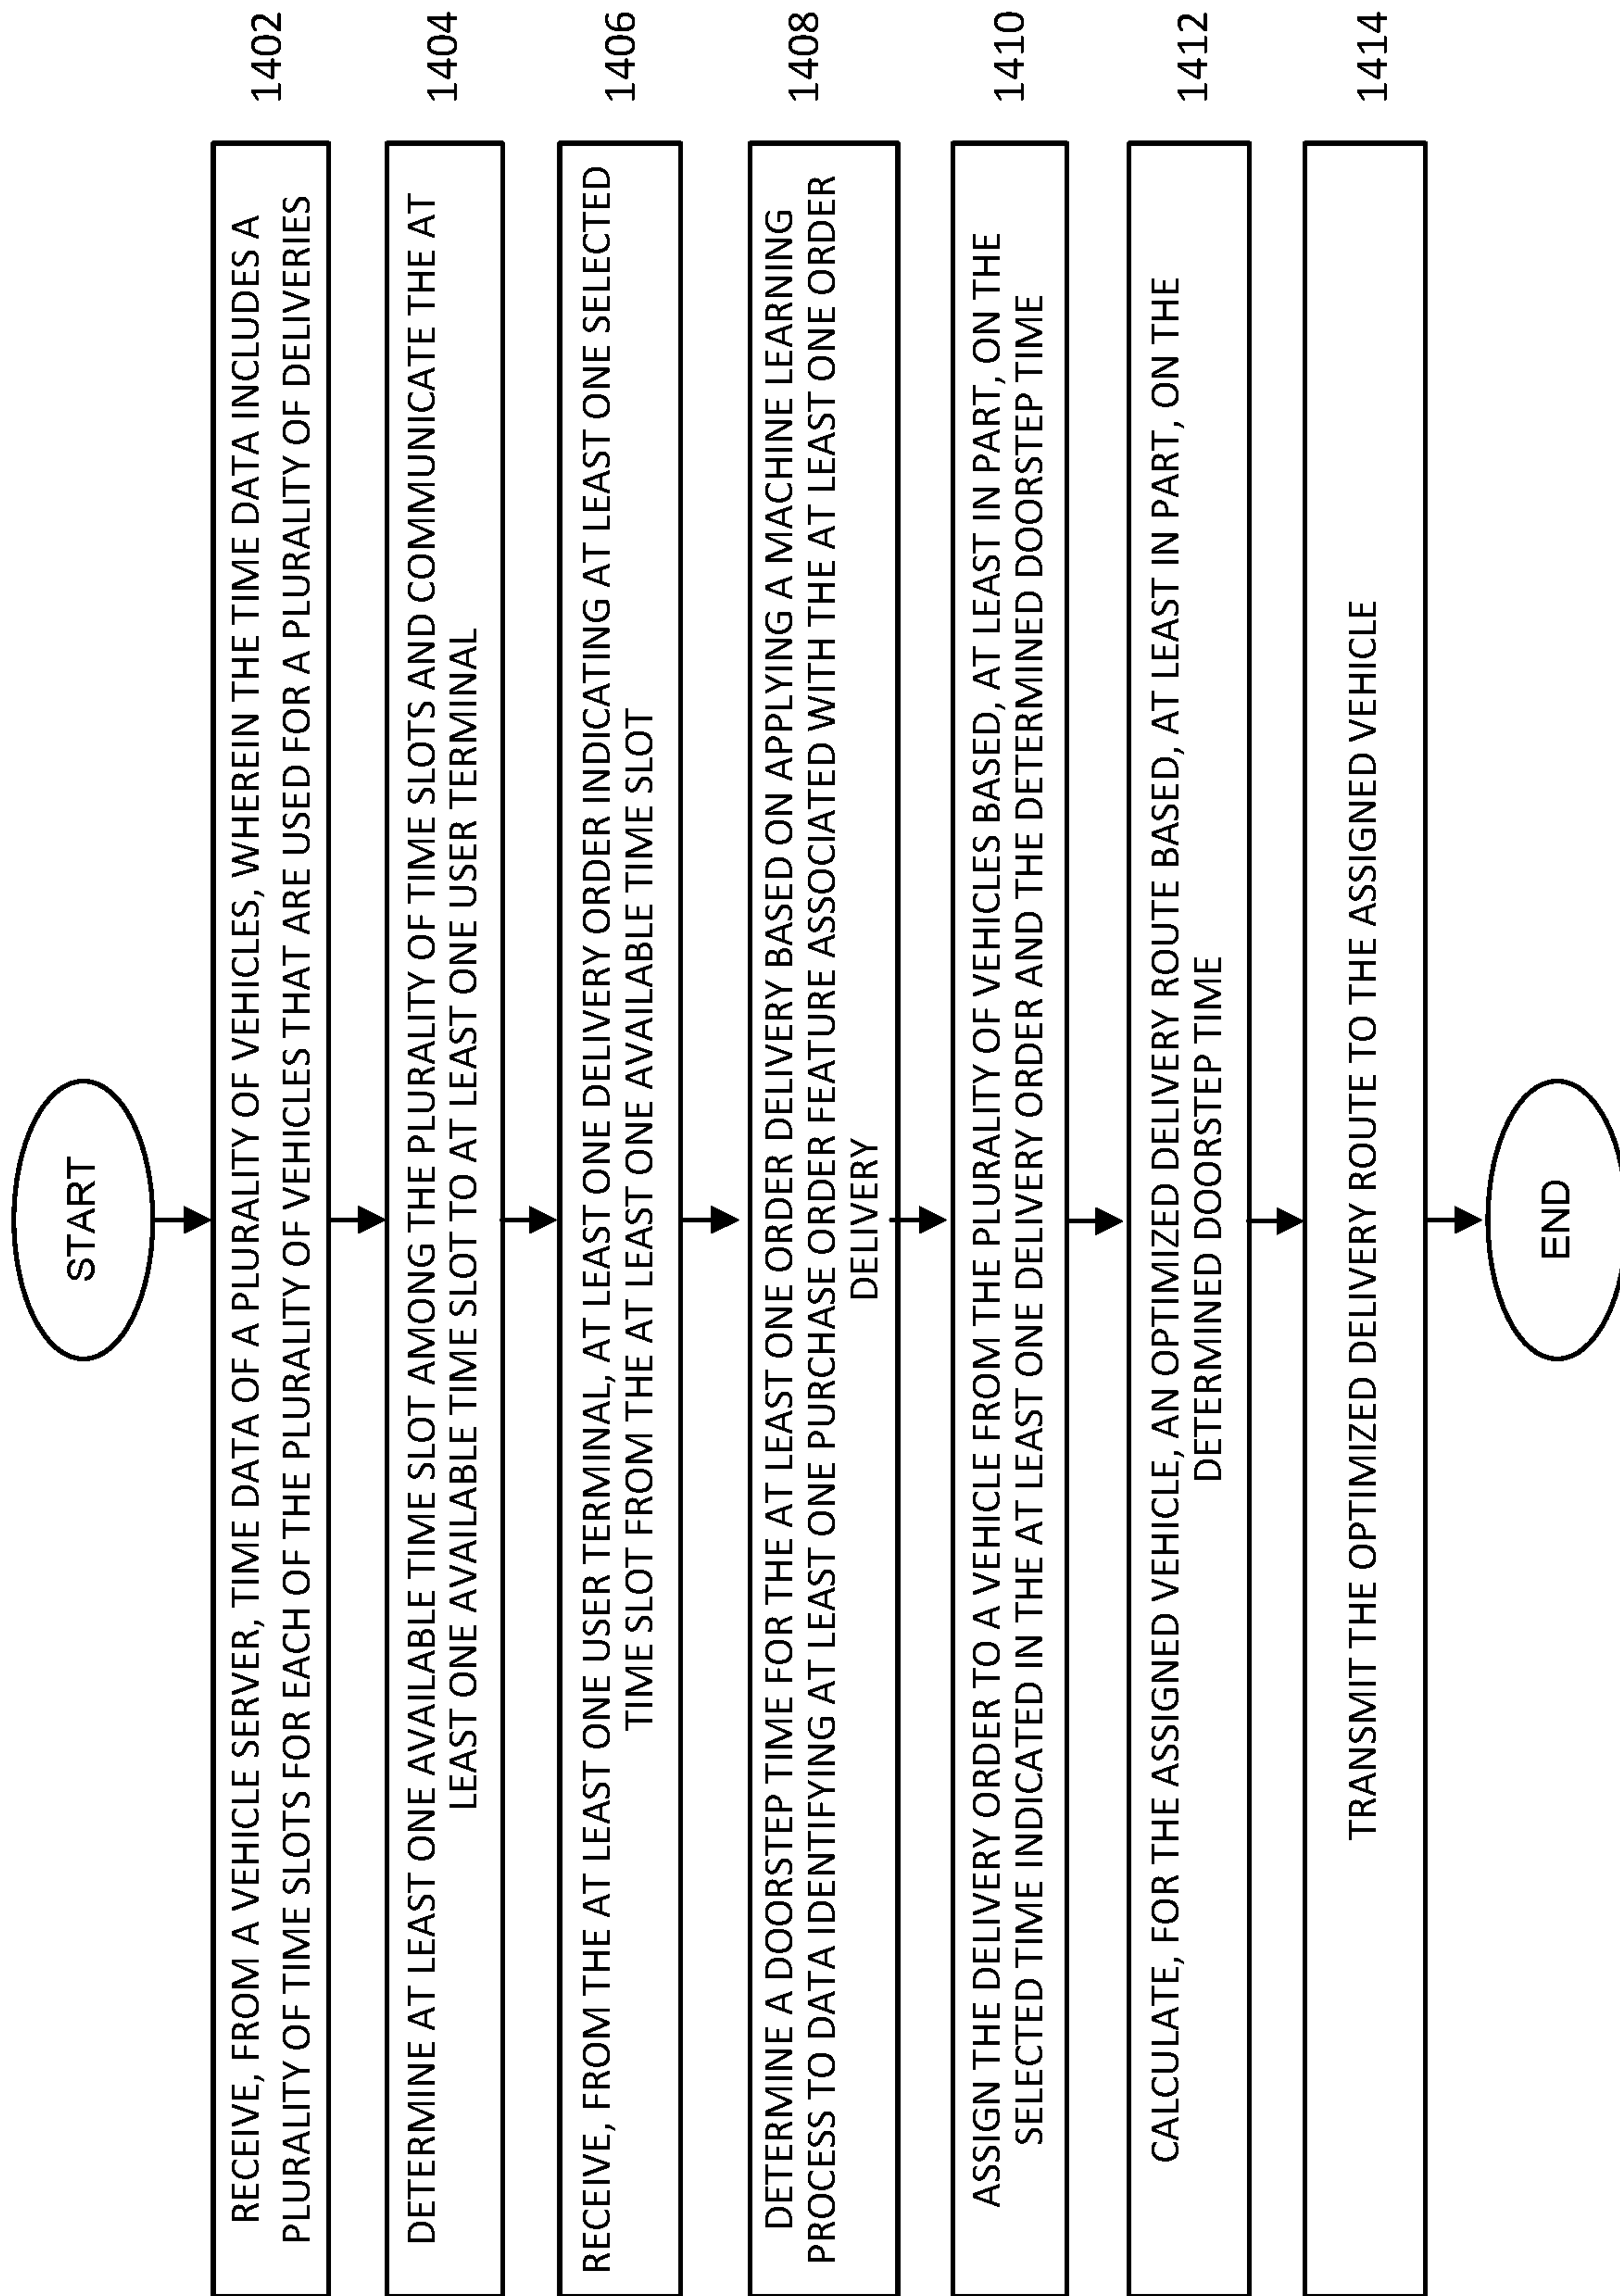 START
RECEIVE, FROM A VEHICLE SERVER, TIME DATA OF A PLURALITY OF VEHICLES, WHEREIN THE TIME DATA INCLUDES A
PLURALITY OF TIME SLOTS FOR EACH OF THE PLURALITY OF VEHICLES THAT ARE USED FOR A PLURALITY OF DELIVERIES
1402
DETERMINE AT LEAST ONE AVAILABLE TIME SLOT AMONG THE PLURALITY OF TIME SLOTS AND COMMUNICATE THE AT
LEAST ONE AVAILABLE TIME SLOT TO AT LEAST ONE USER TERMINAL
1404
RECEIVE, FROM THE AT LEAST ONE USER TERMINAL, AT LEAST ONE DELIVERY ORDER INDICATING AT LEAST ONE SELECTED
TIME SLOT FROM THE AT LEAST ONE AVAILABLE TIME SLOT
1406
DETERMINE A DOORSTEP TIME FOR THE AT LEAST ONE ORDER DELIVERY BASED ON APPLYING A MACHINE LEARNING
PROCESS TO DATA IDENTIFYING AT LEAST ONE PURCHASE ORDER FEATURE ASSOCIATED WITH THE AT LEAST ONE ORDER
DELIVERY
1408
ASSIGN THE DELIVERY ORDER TO A VEHICLE FROM THE PLURALITY OF VEHICLES BASED, AT LEAST IN PART, ON THE
SELECTED TIME INDICATED IN THE AT LEAST ONE DELIVERY ORDER AND THE DETERMINED DOORSTEP TIME
1410
CALCULATE, FOR THE ASSIGNED VEHICLE, AN OPTIMIZED DELIVERY ROUTE BASED, AT LEAST IN PART, ON THE
DETERMINED DOORSTEP TIME
1412
TRANSMIT THE OPTIMIZED DELIVERY ROUTE TO THE ASSIGNED VEHICLE
1414
END